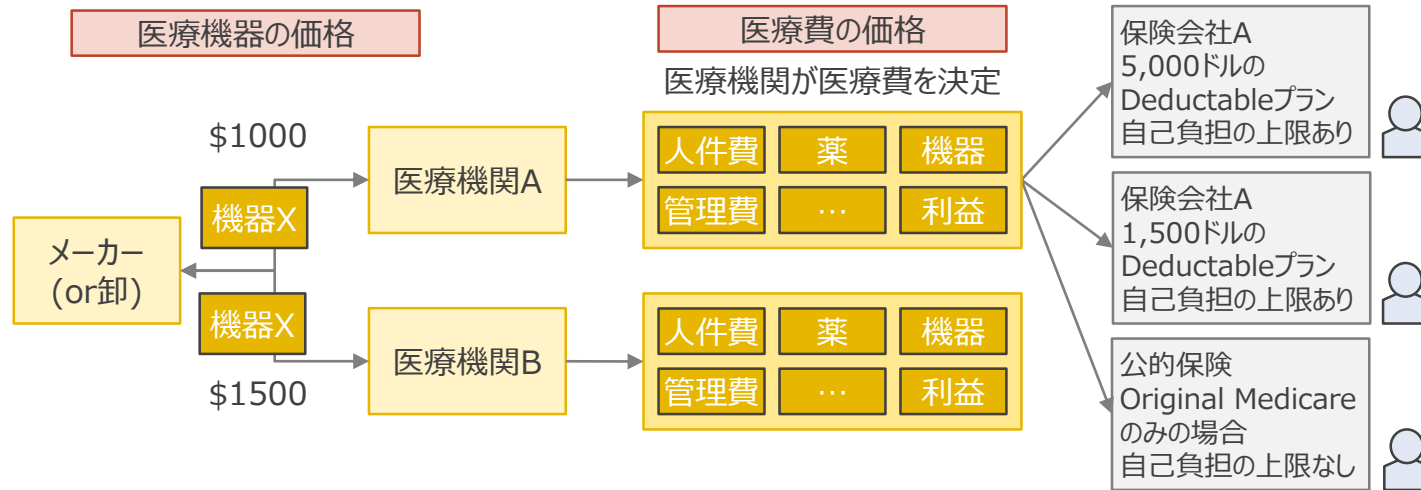 医療機器の価格
医療費の価格
医療機関が医療費を決定
$1000
機器X
メーカー
(or卸)
機器X
$1500
医療機関A
医療機関B
人件費
薬
機器
管理費
…
利益
人件費
薬
機器
管理費
…
利益
保険会社A
5,000ドルの
Deductableプラン
自己負担の上限あり
保険会社A
1,500ドルの
Deductableプラン
自己負担の上限あり
公的保険
Original Medicare
のみの場合
自己負担の上限なし